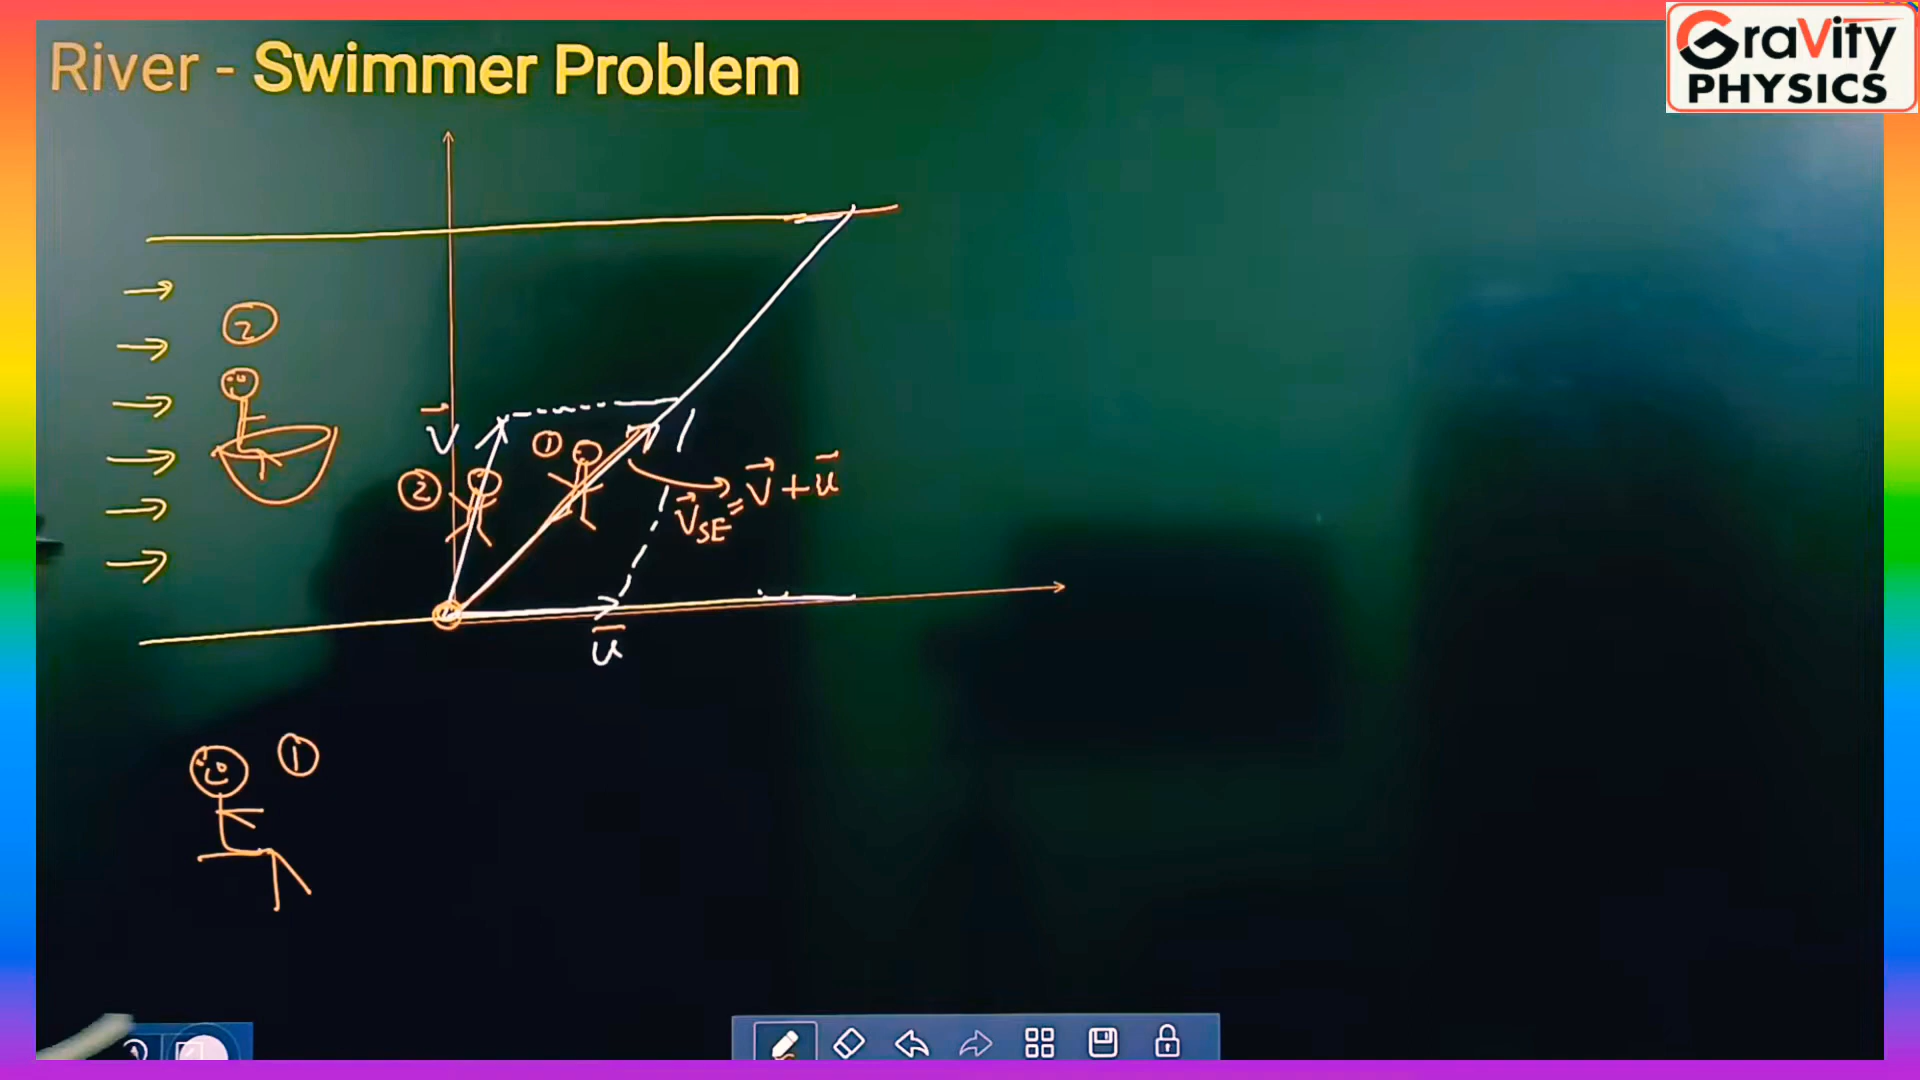 River - Swimmer Problem
GraVity
PHYSICS
2
V
1
2
V + u
V SE =
u
1